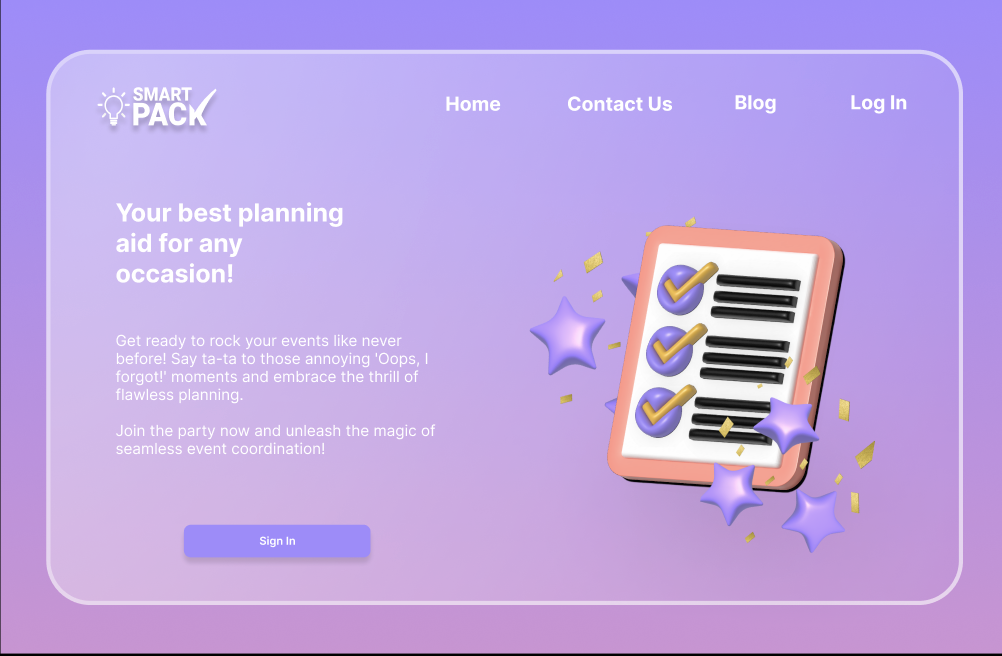 SMART
PACK
Home
Contact Us
Blog
Log In
Your best planning
aid for any
occasion!
Get ready to rock your events like never
before! Say ta-ta to those annoying 'Oops, I
forgot!' moments and embrace the thrill of
flawless planning.
Join the party now and unleash the magic of
seamless event coordination!
Sign In